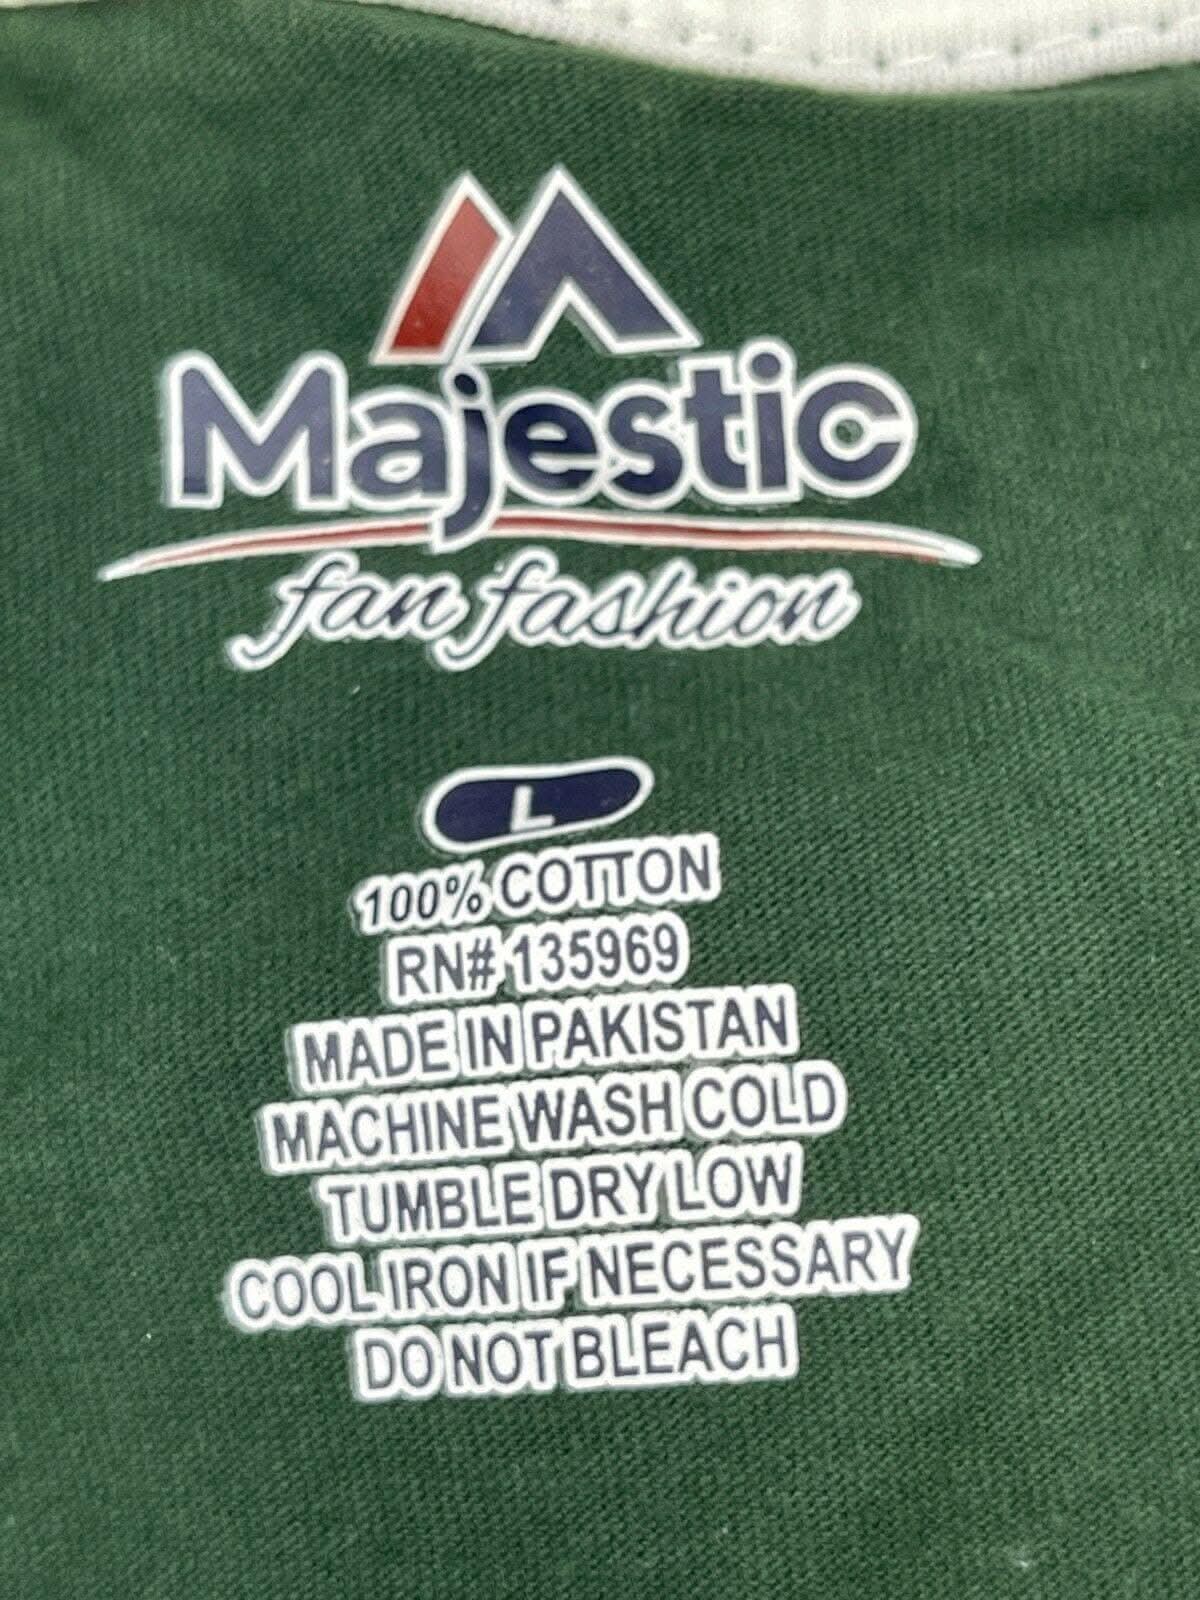 Majestic
fan fashion
L
100% COTTON
RN# 135969
MADE IN PAKISTAN
MACHINE WASH COLD
TUMBLE DRY LOW
COOL IRON IF NECESSARY
DO NOT BLEACH